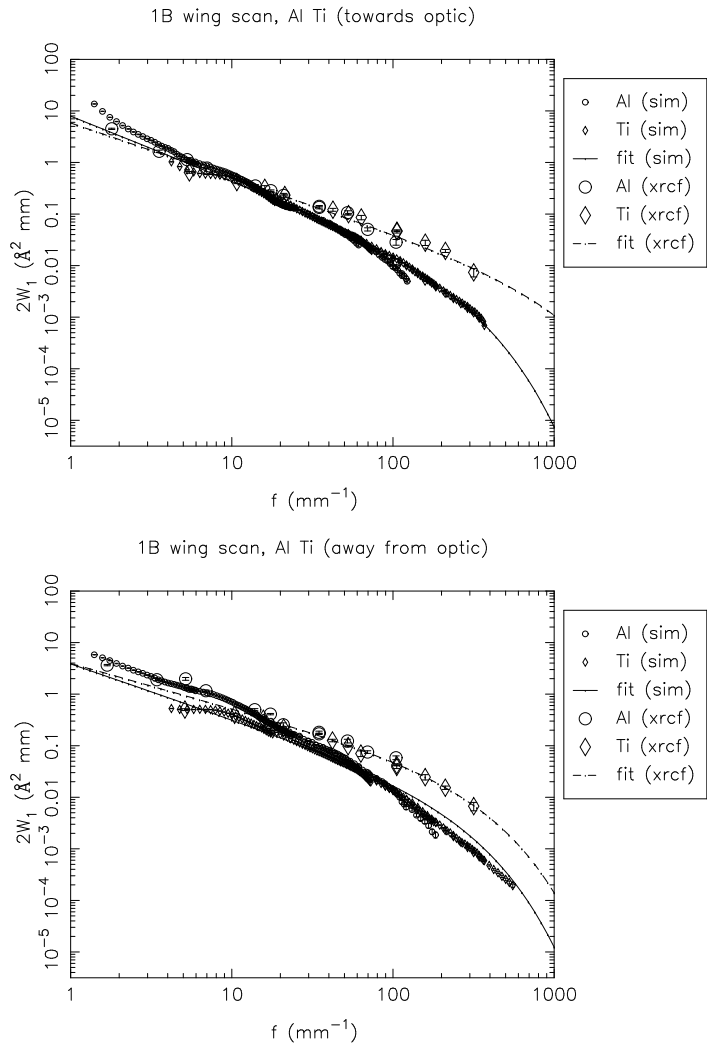 1B wing scan, Al Ti (towards optic)
100
10
1
0.1
0.01
10⁻³
10⁻⁴
10⁻⁵
2W₁ (Å² mm)
1
10
100
1000
f (mm⁻¹)
Al (sim)
Ti (sim)
fit (sim)
Al (xrcf)
Ti (xrcf)
fit (xrcf)
1B wing scan, Al Ti (away from optic)
100
10
1
0.1
0.01
10⁻³
10⁻⁴
10⁻⁵
2W₁ (Å² mm)
1
10
100
1000
f (mm⁻¹)
Al (sim)
Ti (sim)
fit (sim)
Al (xrcf)
Ti (xrcf)
fit (xrcf)